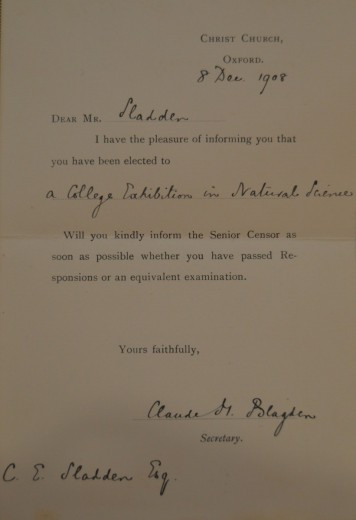 Christ Church,
Oxford.
8 Dec. 1908
Dear Mr. Sladden
I have the pleasure of informing you that
you have been elected to
a College Exhibition in Natural Science
Will you kindly inform the Senior Censor as
soon as possible whether you have passed Re-
sponsions or an equivalent examination.
Yours faithfully,
Claude M. Blagden
Secretary.
C. E. Sladden Esq.